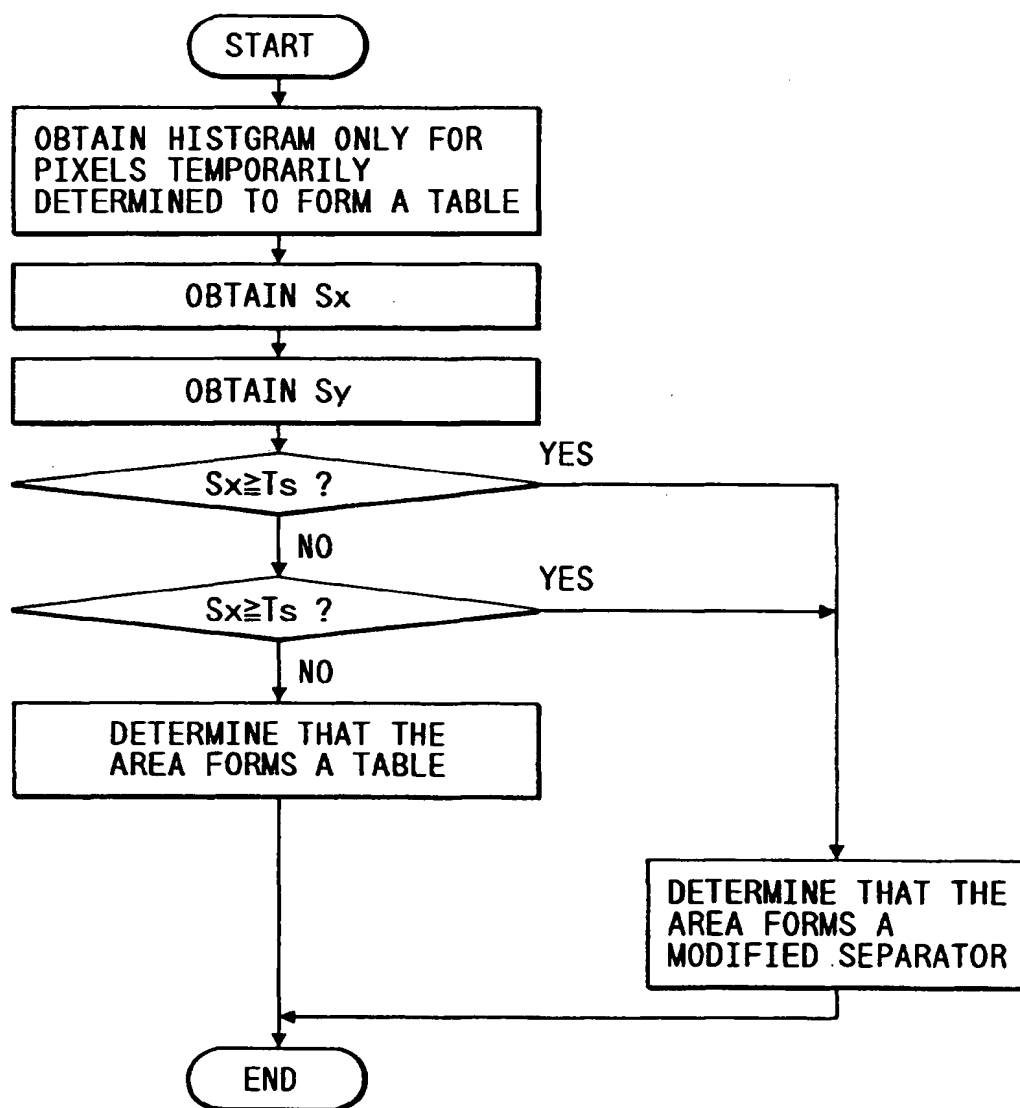 START
OBTAIN HISTGRAM ONLY FOR
PIXELS TEMPORARILY
DETERMINED TO FORM A TABLE
OBTAIN Sx
OBTAIN Sy
Sx≧Ts ?
YES
NO
Sx≧Ts ?
YES
NO
DETERMINE THAT THE
AREA FORMS A TABLE
DETERMINE THAT THE
AREA FORMS A
MODIFIED SEPARATOR
END